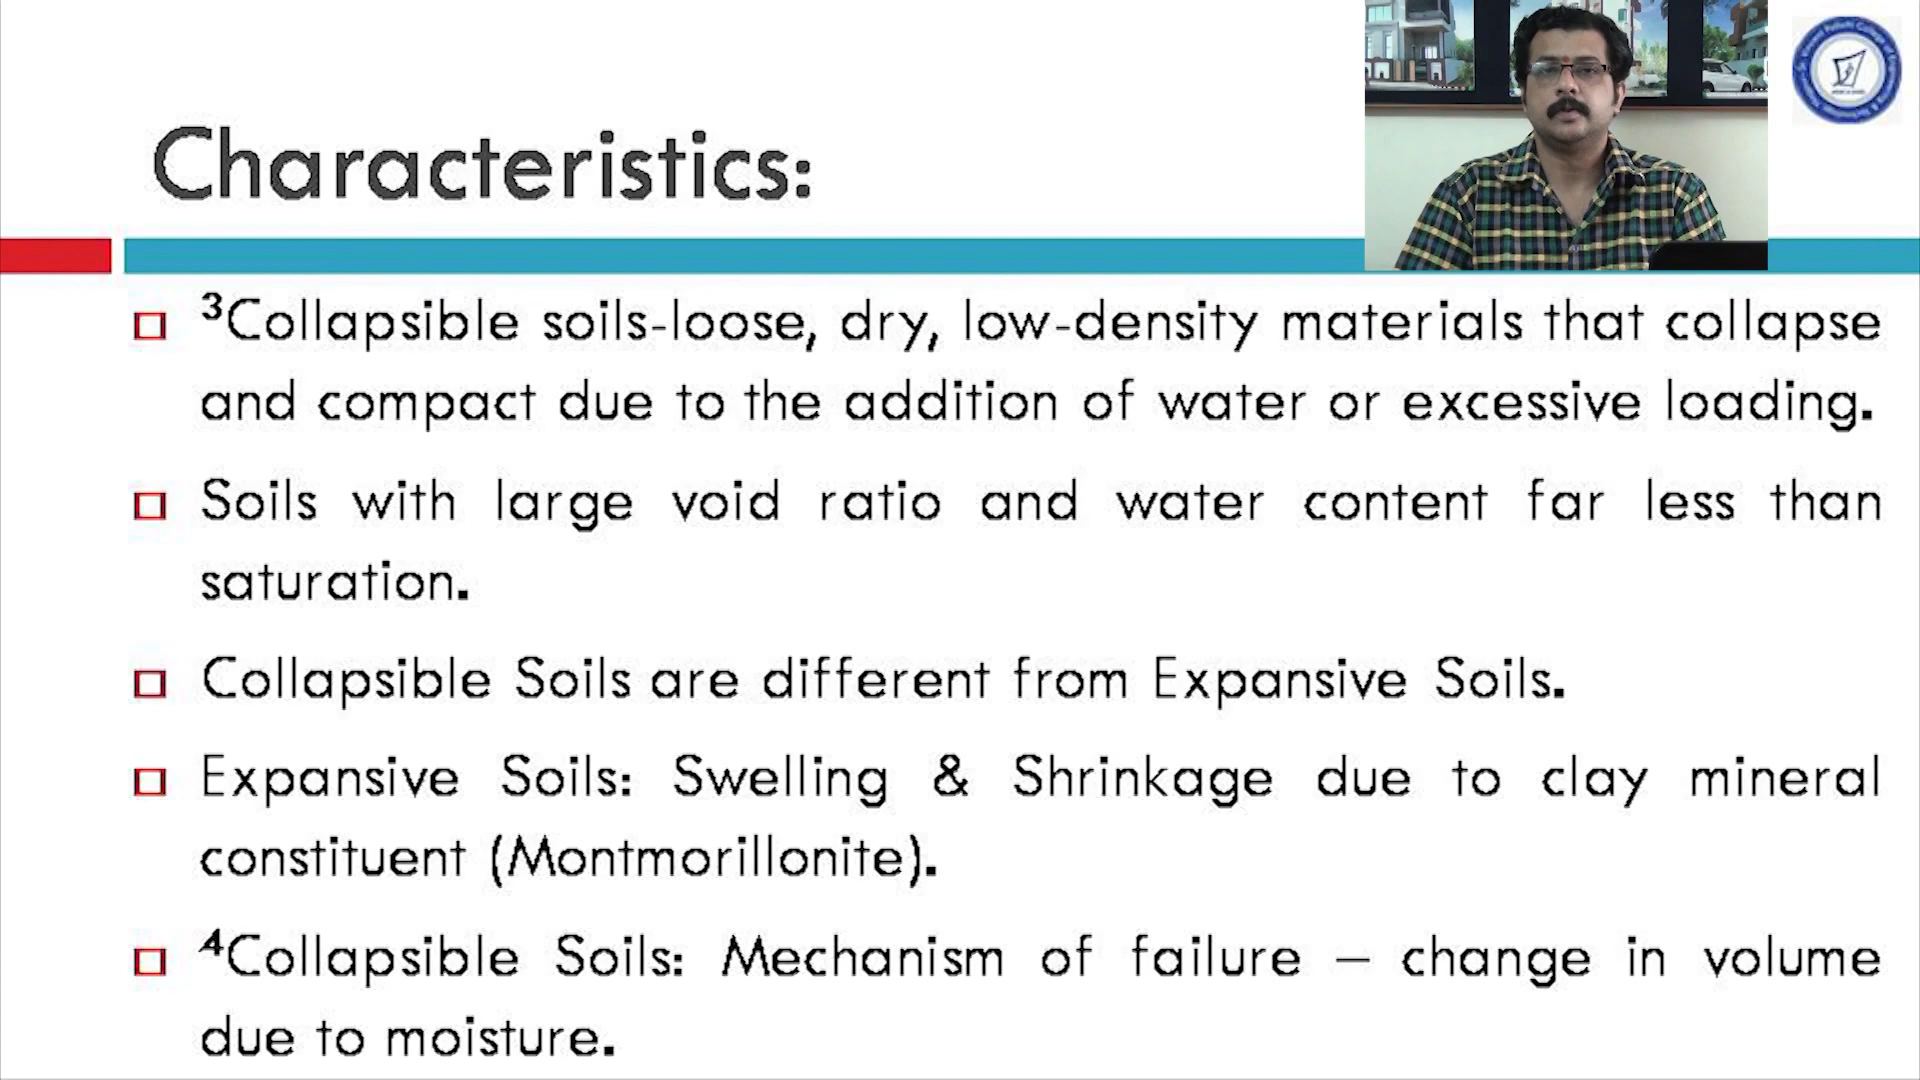 Characteristics:
³Collapsible soils-loose, dry, low-density materials that collapse
and compact due to the addition of water or excessive loading.
Soils with large void ratio and water content far less than
saturation.
Collapsible Soils are different from Expansive Soils.
Expansive Soils: Swelling & Shrinkage due to clay mineral
constituent (Montmorillonite).
⁴Collapsible Soils: Mechanism of failure – change in volume
due to moisture.